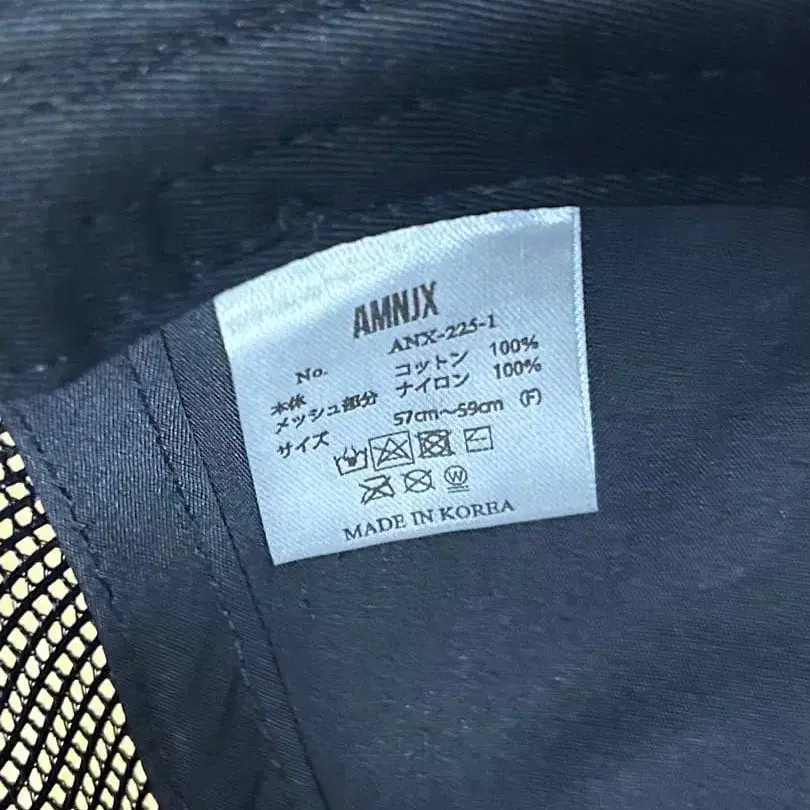 AMNJX
No. ANX-225-1
本体 コットン 100%
メッシュ部分 ナイロン 100%
サイズ 57cm～59cm (F)
W
MADE IN KOREA